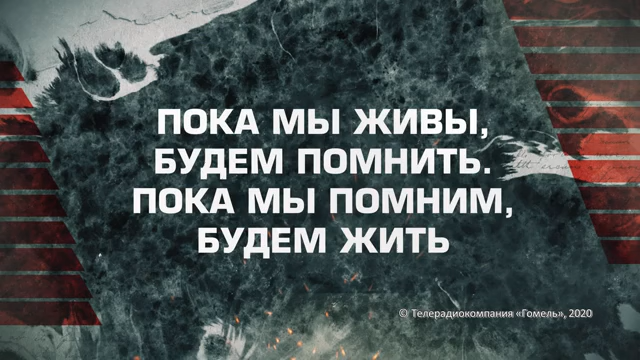 ПОКА МЫ ЖИВЫ,
БУДЕМ ПОМНИТЬ.
ПОКА МЫ ПОМНИМ,
БУДЕМ ЖИТЬ
© Телерадиокомпания «Гомель», 2020